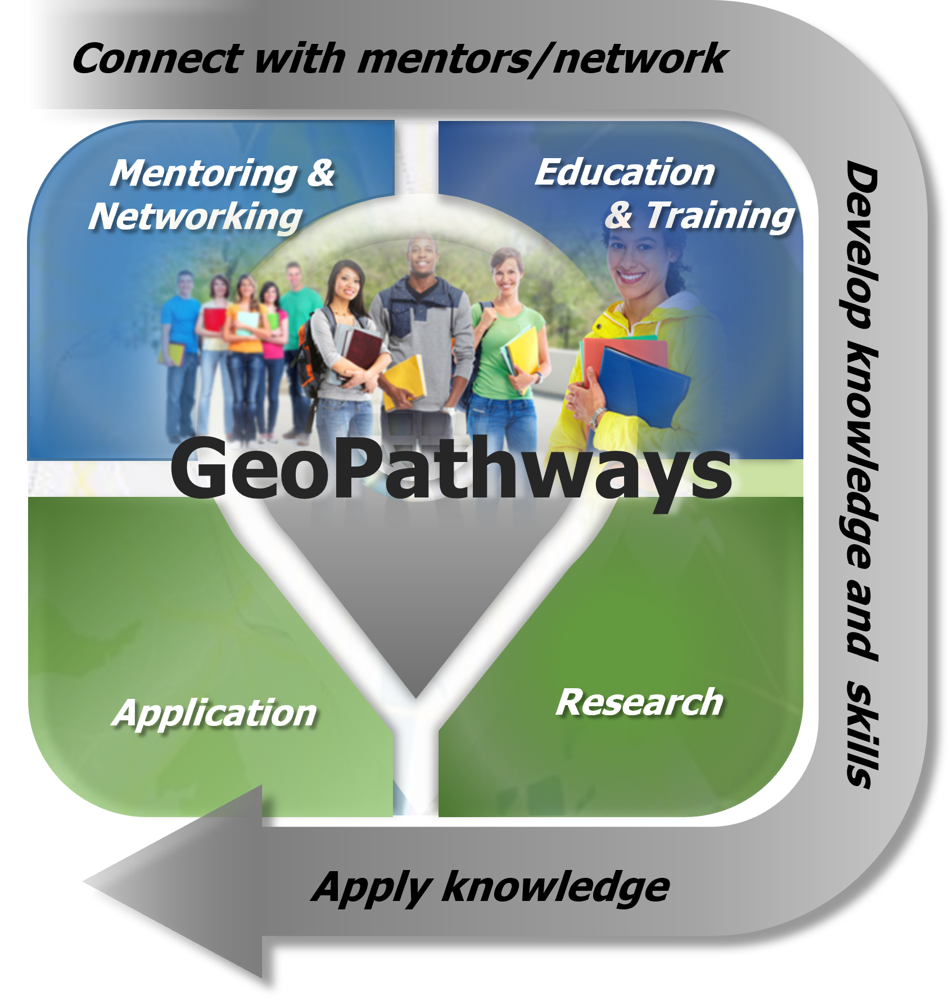 Connect with mentors/network
Mentoring &
Networking
Education
& Training
Develop knowledge and skills
GeoPathways
Application
Research
Apply knowledge